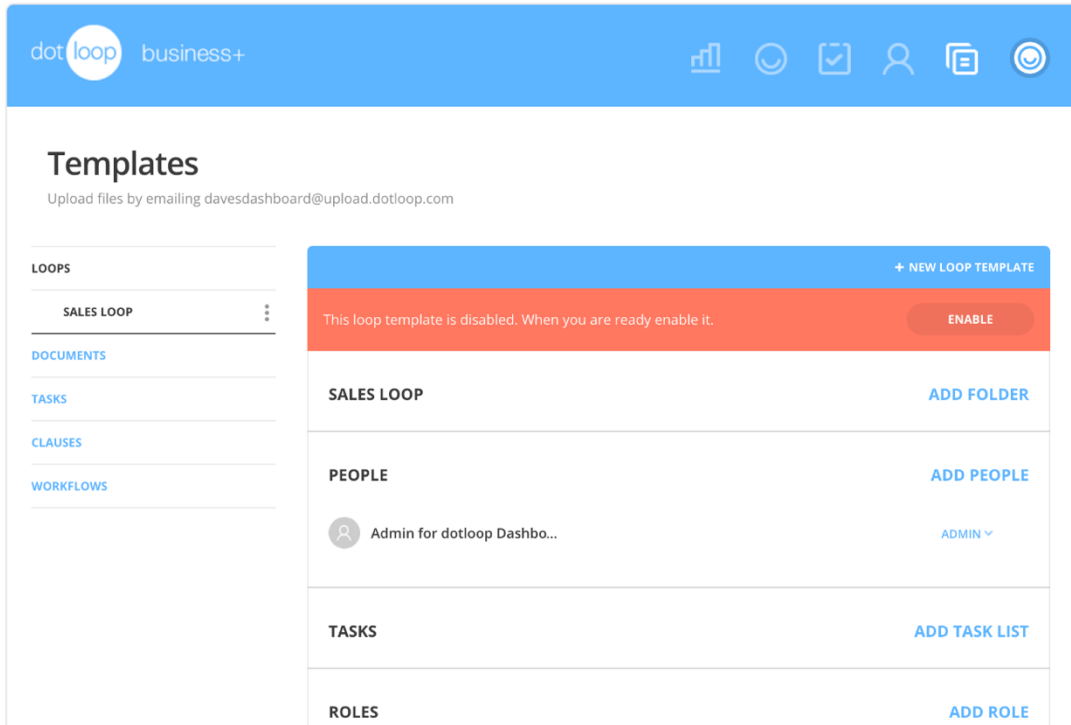 dot loop business+
Templates
Upload files by emailing davesdashboard@upload.dotloop.com
LOOPS
SALES LOOP
DOCUMENTS
TASKS
CLAUSES
WORKFLOWS
+ NEW LOOP TEMPLATE
This loop template is disabled. When you are ready enable it. ENABLE
SALES LOOP ADD FOLDER
PEOPLE ADD PEOPLE
Admin for dotloop Dashbo... ADMIN
TASKS ADD TASK LIST
ROLES ADD ROLE